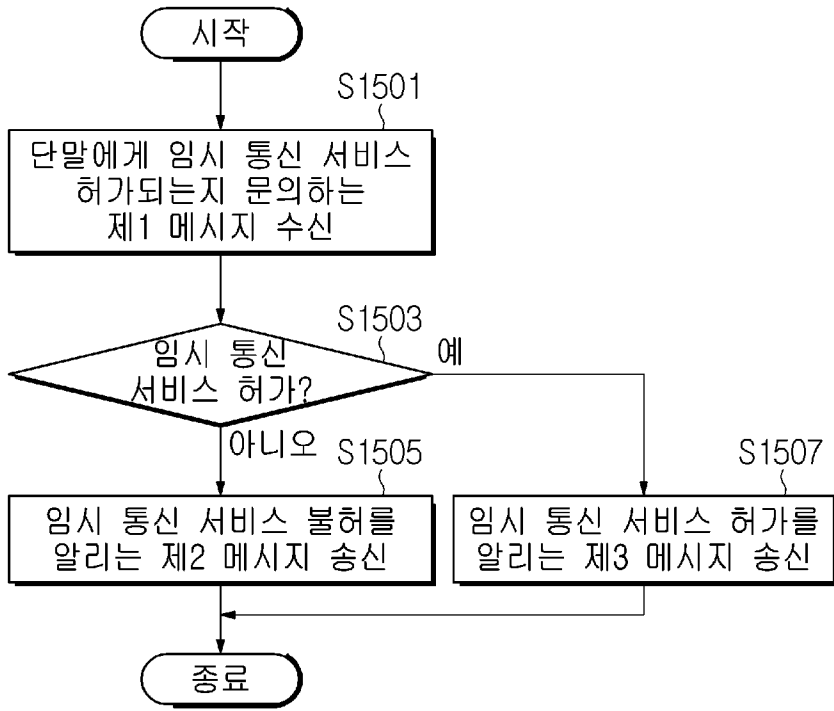 시작
S1501
단말에게 임시 통신 서비스
허가되는지 문의하는
제1 메시지 수신
S1503
임시 통신
서비스 허가?
예
아니오
S1505
임시 통신 서비스 불허를
알리는 제2 메시지 송신
S1507
임시 통신 서비스 허가를
알리는 제3 메시지 송신
종료